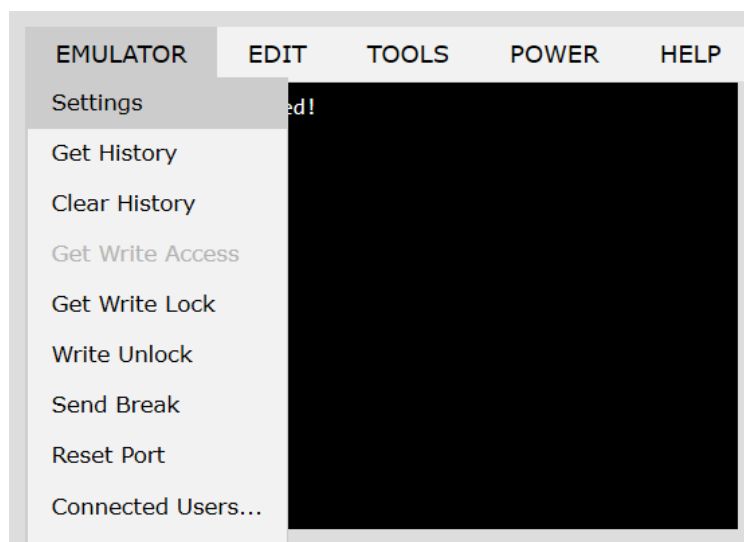 EMULATOR EDIT TOOLS POWER HELP
Settings
ed!
Get History
Clear History
Get Write Access
Get Write Lock
Write Unlock
Send Break
Reset Port
Connected Users...